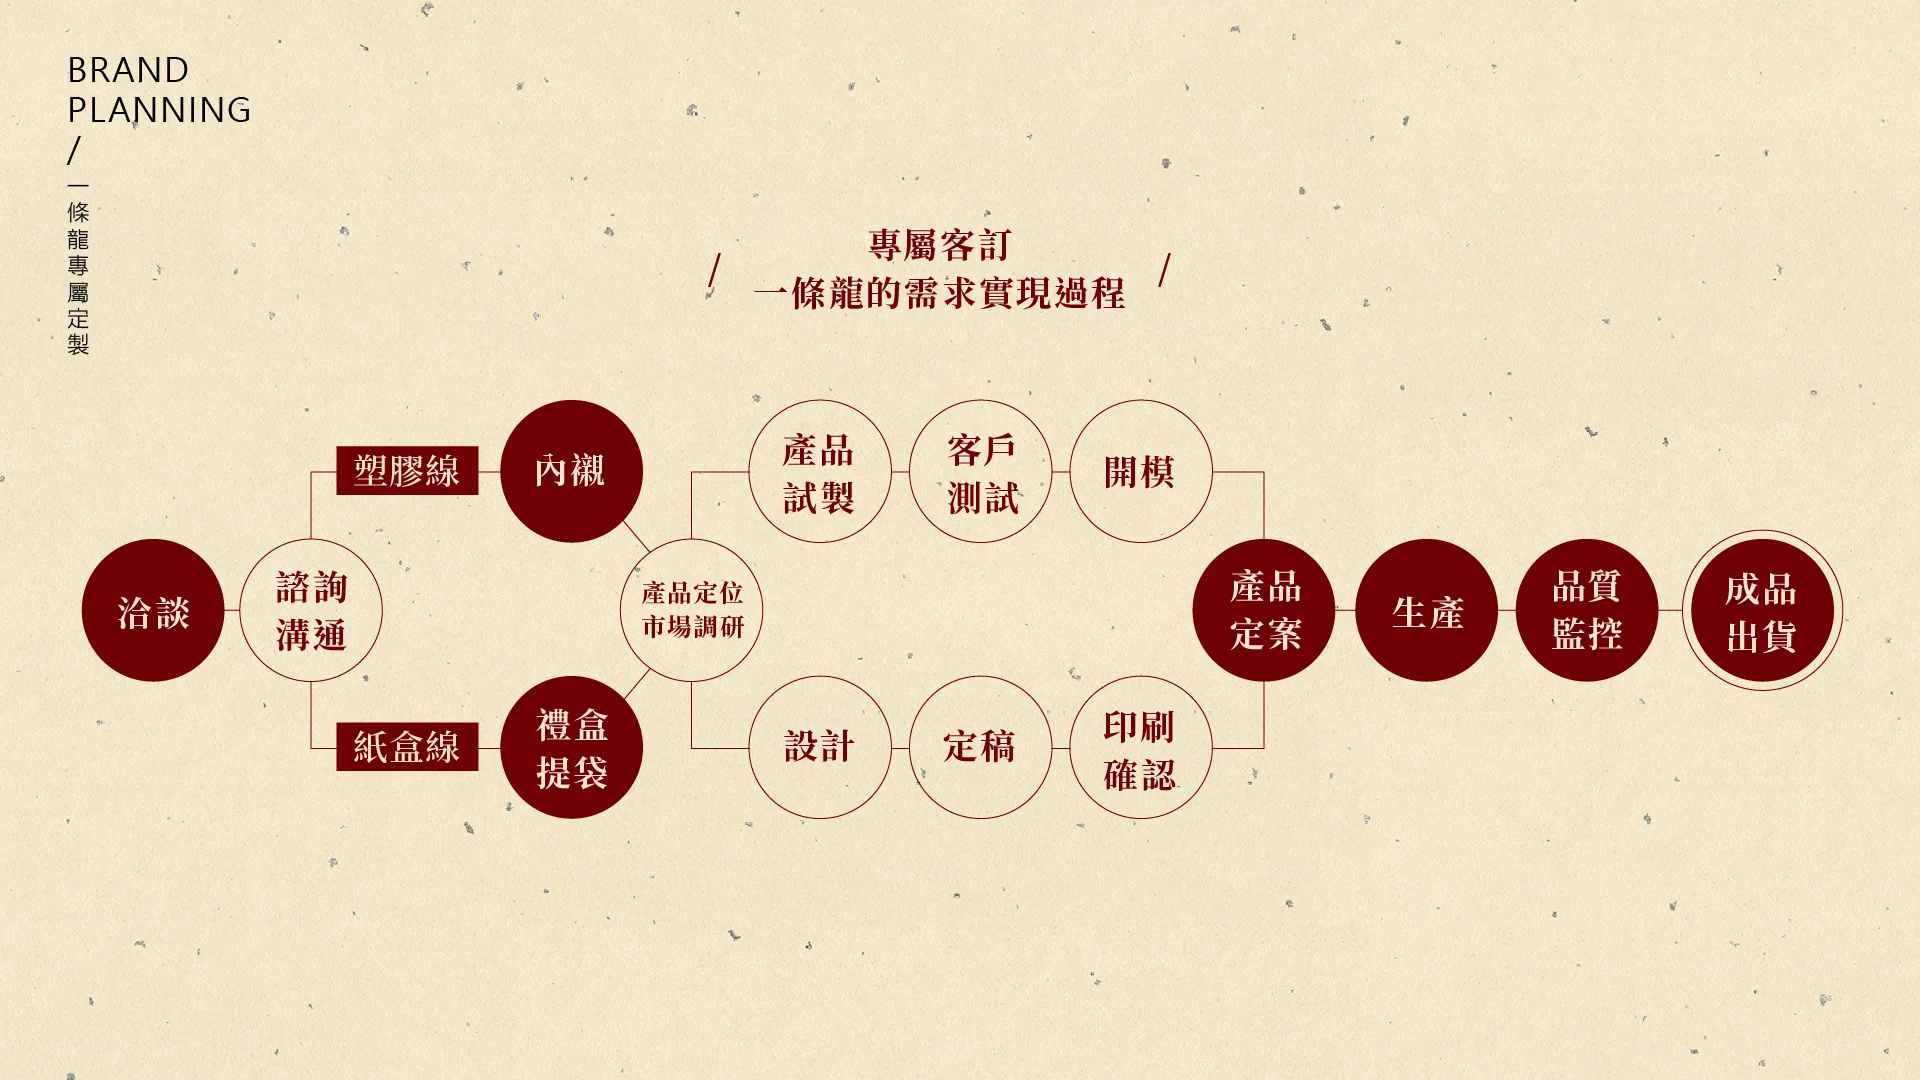 BRAND
PLANNING
/
一條龍專屬定製
/ 專屬客訂 /
一條龍的需求實現過程
洽談
諮詢
溝通
塑膠線
內襯
紙盒線
禮盒
提袋
產品定位
市場調研
產品
試製
客戶
測試
開模
設計
定稿
印刷
確認
產品
定案
生產
品質
監控
成品
出貨